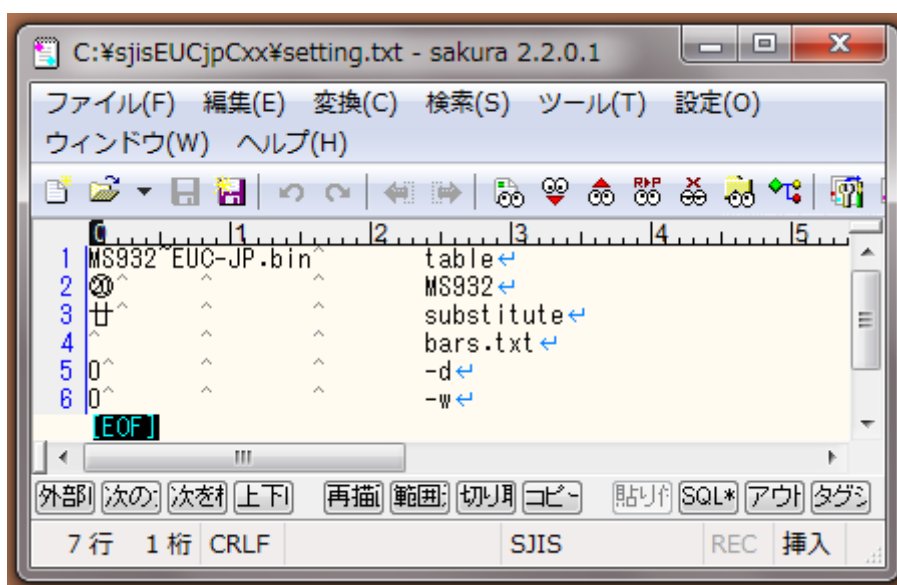 C:¥sjisEUCjpCxx¥setting.txt - sakura 2.2.0.1
ファイル(F) 編集(E) 変換(C) 検索(S) ツール(T) 設定(O)
ウィンドウ(W) ヘルプ(H)
0 1 2 3 4 5
1 MS932~EUC-JP.bin^ table↵
2 ⑳^ ^ ^ MS932↵
3 廿^ ^ ^ substitute↵
4 ^ ^ ^ bars.txt↵
5 0^ ^ ^ -d↵
6 0^ ^ ^ -w↵
[EOF]
外部 次の 次を 上下 再描 範囲 切り コピー 貼り付 SQL* アウト タグジ
7 行 1 桁 CRLF SJIS REC 挿入